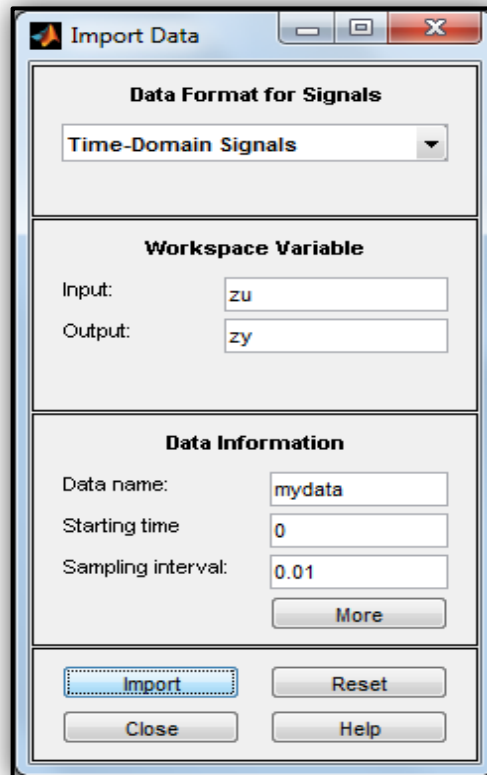 Import Data
Data Format for Signals
Time-Domain Signals
Workspace Variable
Input: zu
Output: zy
Data Information
Data name: mydata
Starting time 0
Sampling interval: 0.01
More
Import Reset
Close Help